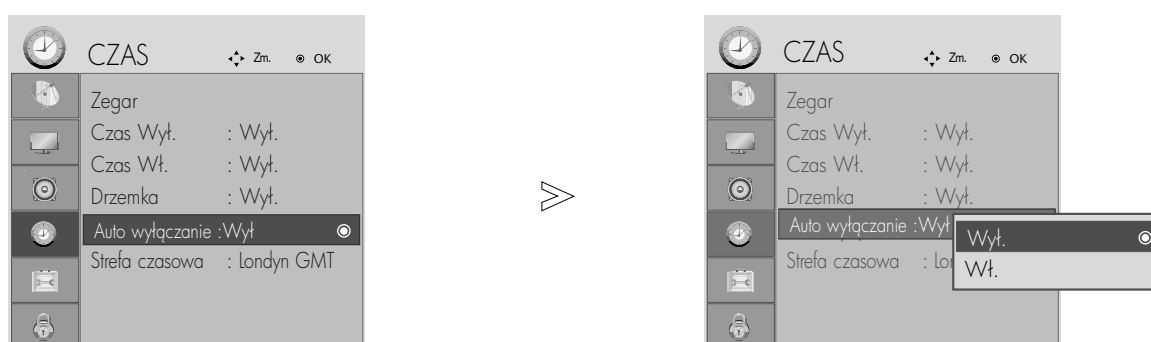 CZAS Zm. OK
Zegar
Czas Wył. : Wył.
Czas Wł. : Wył.
Drzemka : Wył.
Auto wyłączanie :Wył
Strefa czasowa : Londyn GMT
CZAS Zm. OK
Zegar
Czas Wył. : Wył.
Czas Wł. : Wył.
Drzemka : Wył.
Auto wyłączanie :Wył
Strefa czasowa : Lon
Wył.
Wł.